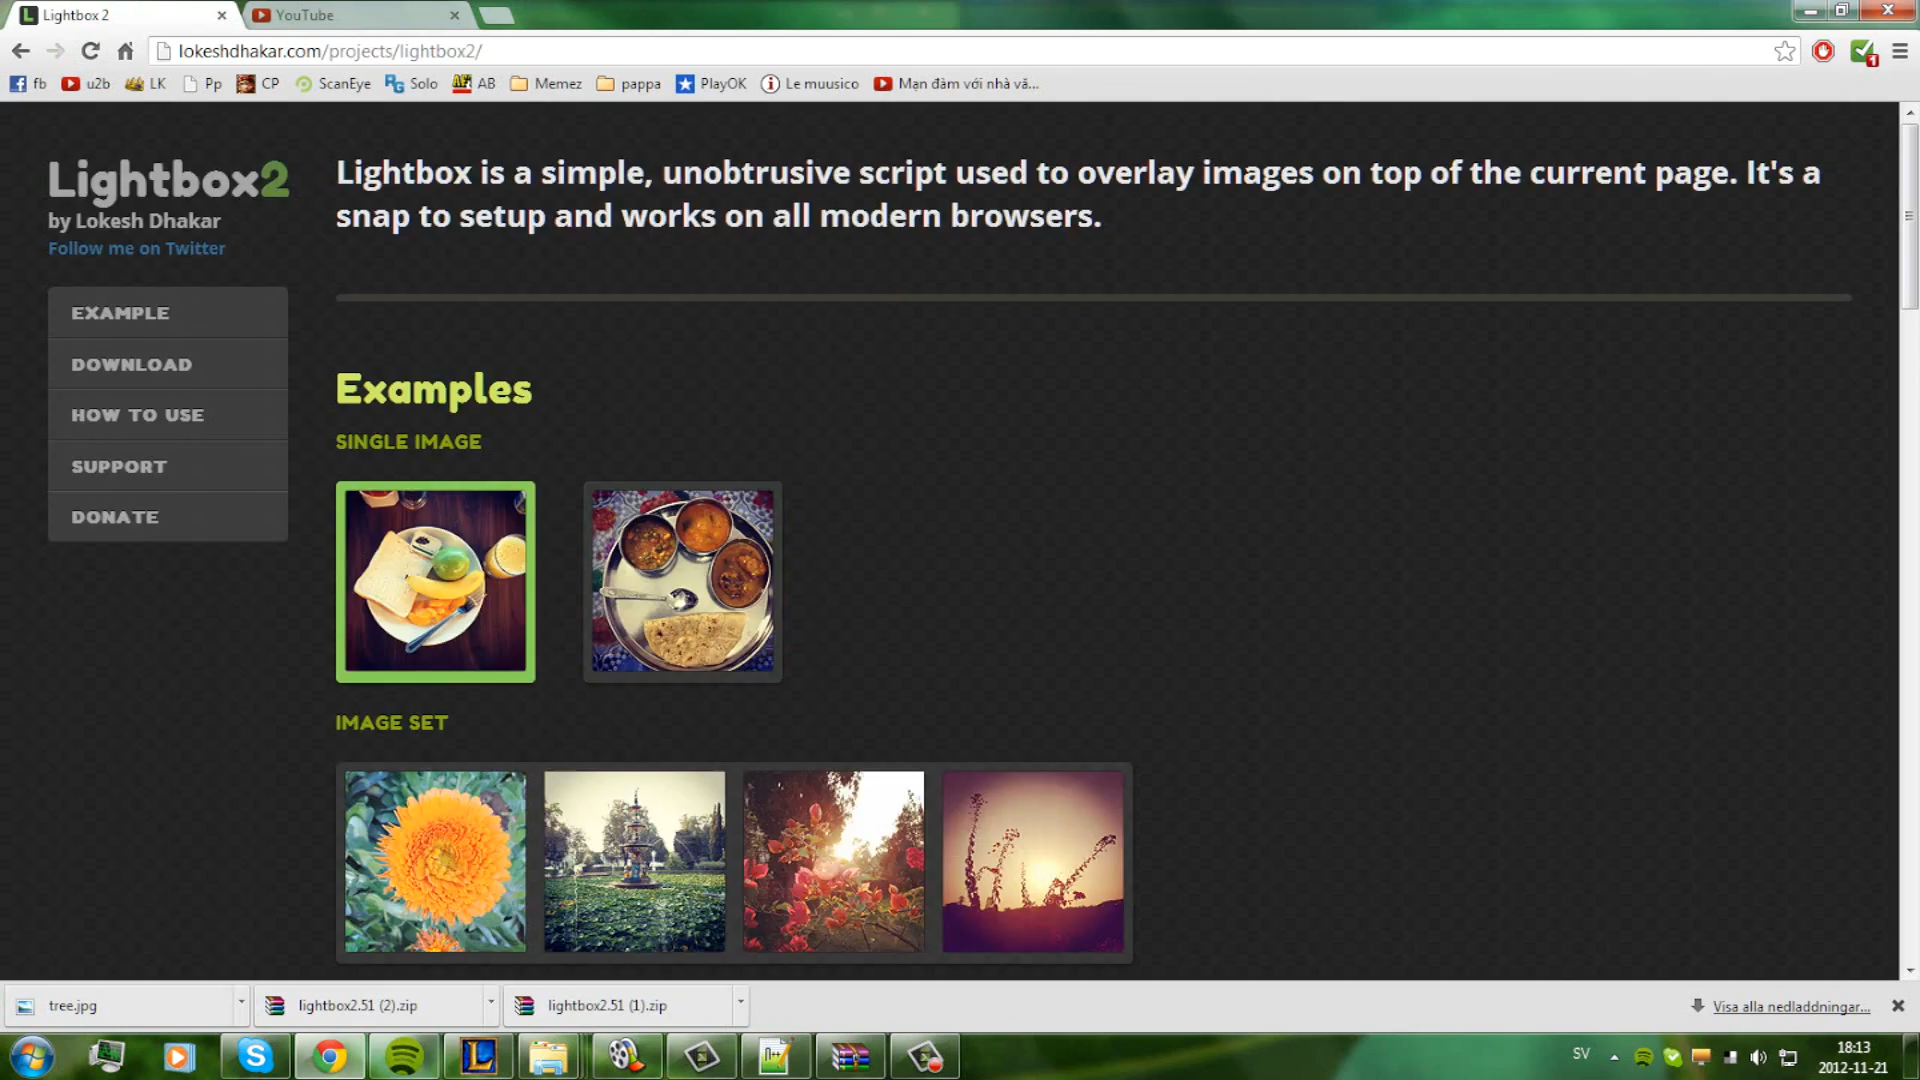 Lightbox 2
YouTube
lokeshdhakar.com/projects/lightbox2/
fb
u2b
LK
Pp
CP
ScanEye
Solo
AB
Memez
pappa
PlayOK
Le muusico
Mạn đàm với nhà vă...
Lightbox2
by Lokesh Dhakar
Follow me on Twitter
EXAMPLE
DOWNLOAD
HOW TO USE
SUPPORT
DONATE
Lightbox is a simple, unobtrusive script used to overlay images on top of the current page. It's a
snap to setup and works on all modern browsers.
Examples
SINGLE IMAGE
IMAGE SET
tree.jpg
lightbox2.51 (2).zip
lightbox2.51 (1).zip
Visa alla nedladdningar...
SV
18:13
2012-11-21